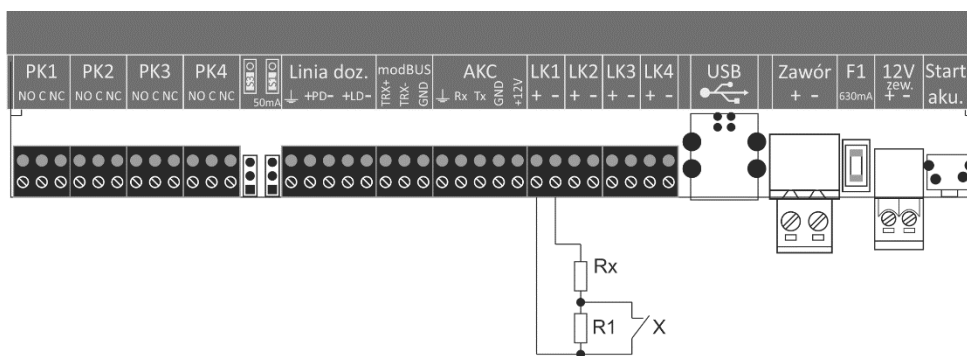 PK1 PK2 PK3 PK4 S3 S1 Linia doz. modBUS AKC LK1 LK2 LK3 LK4 USB Zawór F1 12V Start
NO C NC NO C NC NO C NC NO C NC 50mA ⏚ +PD- +LD- TRX+ TRX- GND ⏚ Rx Tx GND +12V + - + - + - + - + - 630mA zew. + - aku.
Rx
R1 X